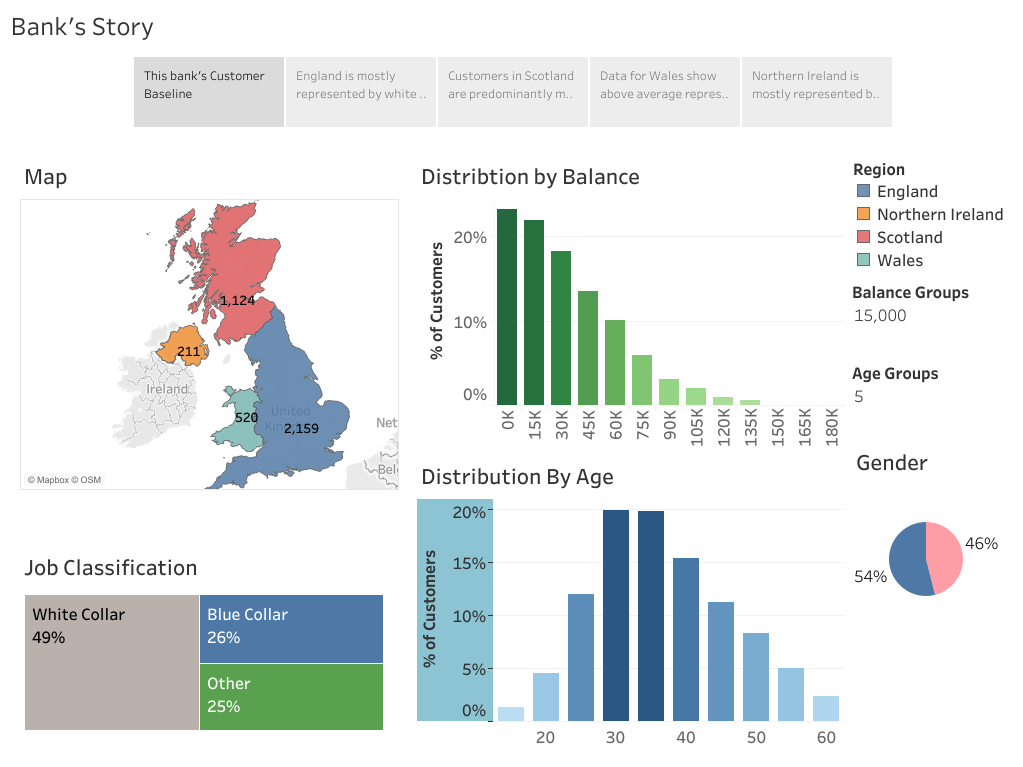 Bank's Story
This bank's Customer
Baseline
England is mostly
represented by white ..
Customers in Scotland
are predominantly m..
Data for Wales show
above average repres..
Northern Ireland is
mostly represented b..
Map
1,124
211
Ireland
520
United
Kin
2,159
Net
Bel
© Mapbox © OSM
Distribtion by Balance
% of Customers
20%
10%
0%
0K
15K
30K
45K
60K
75K
90K
105K
120K
135K
150K
165K
180K
Region
England
Northern Ireland
Scotland
Wales
Balance Groups
15,000
Age Groups
5
Distribution By Age
% of Customers
20%
15%
10%
5%
0%
20
30
40
50
60
Gender
46%
54%
Job Classification
White Collar
49%
Blue Collar
26%
Other
25%